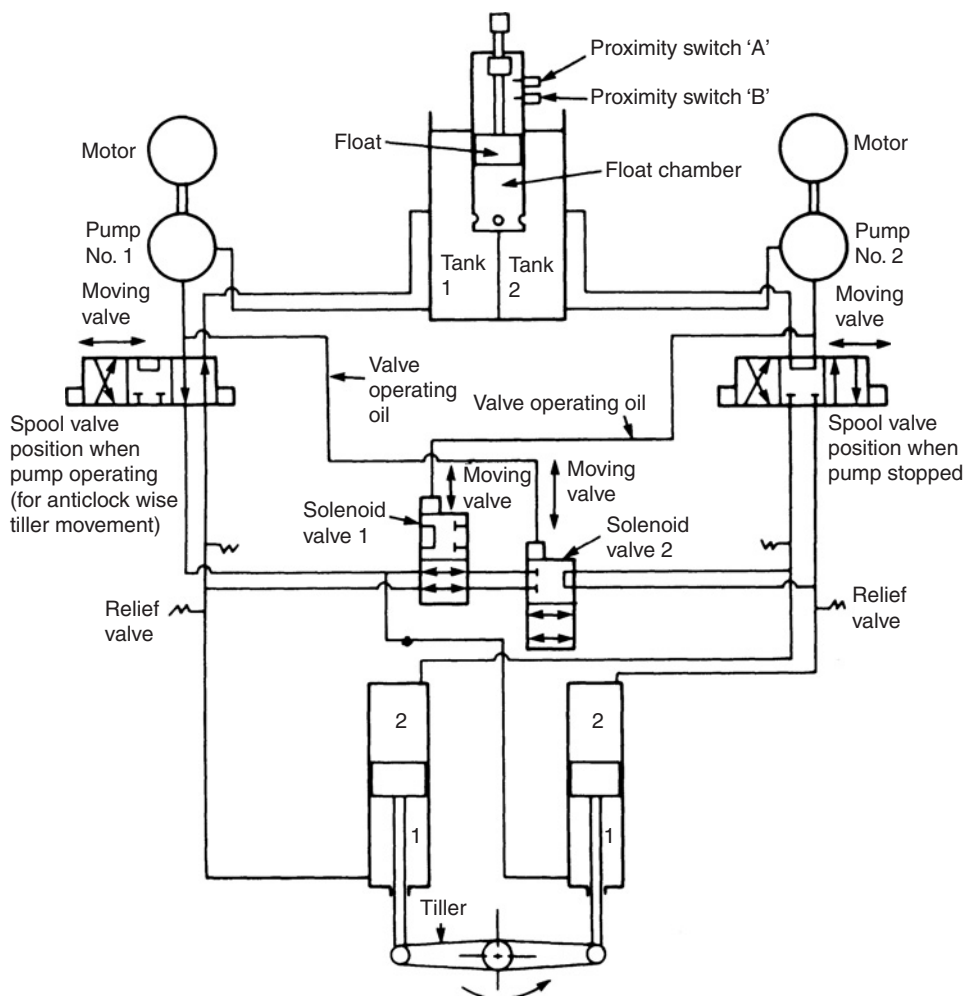 Proximity switch ‘A’
Proximity switch ‘B’
Motor
Float
Motor
Float chamber
Pump
No. 1
Pump
No. 2
Tank
1
Tank
2
Moving
valve
Moving
valve
Valve
operating
oil
Valve operating oil
Spool valve
position when
pump operating
(for anticlock wise
tiller movement)
Spool valve
position when
pump stopped
Moving
valve
Moving
valve
Solenoid
valve 1
Solenoid
valve 2
Relief
valve
Relief
valve
2
2
1
1
Tiller